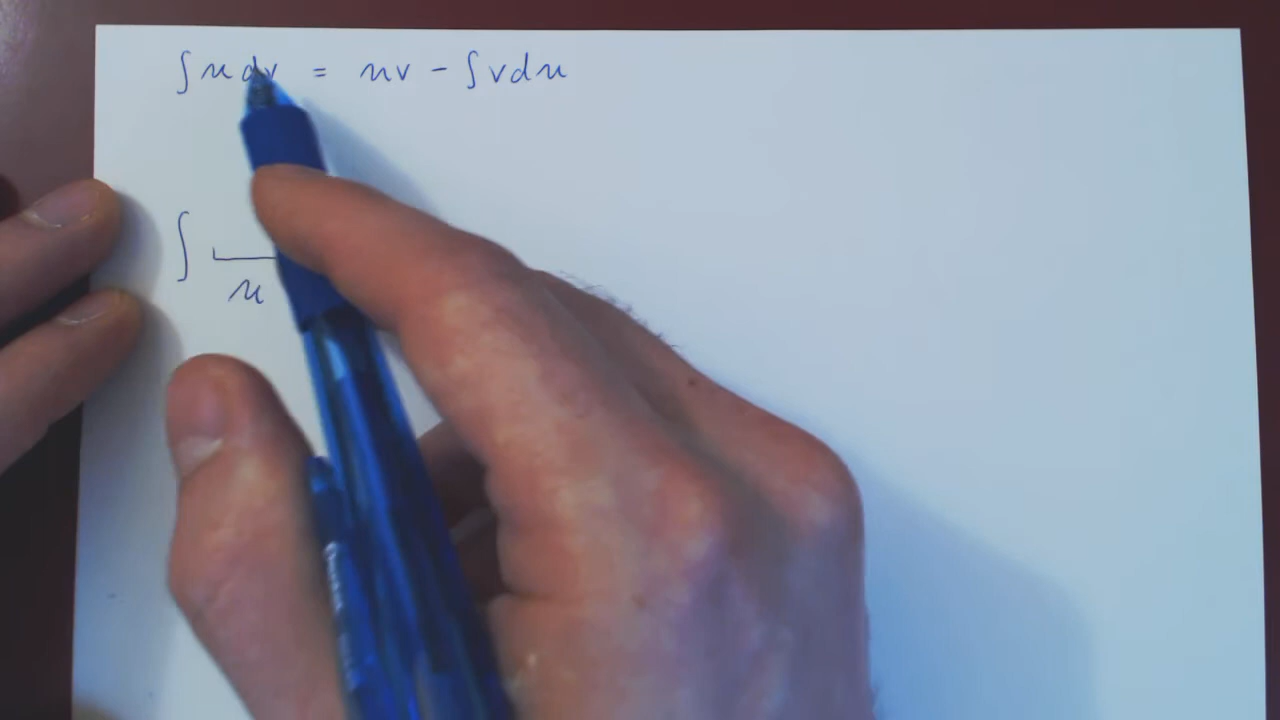 ∫ u dv = uv - ∫ v du
∫
u